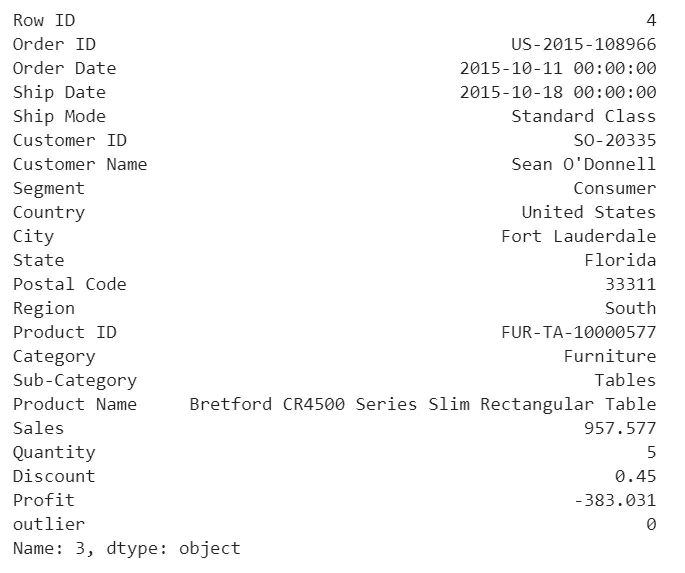 Row ID 4
Order ID US-2015-108966
Order Date 2015-10-11 00:00:00
Ship Date 2015-10-18 00:00:00
Ship Mode Standard Class
Customer ID SO-20335
Customer Name Sean O'Donnell
Segment Consumer
Country United States
City Fort Lauderdale
State Florida
Postal Code 33311
Region South
Product ID FUR-TA-10000577
Category Furniture
Sub-Category Tables
Product Name Bretford CR4500 Series Slim Rectangular Table
Sales 957.577
Quantity 5
Discount 0.45
Profit -383.031
outlier 0
Name: 3, dtype: object